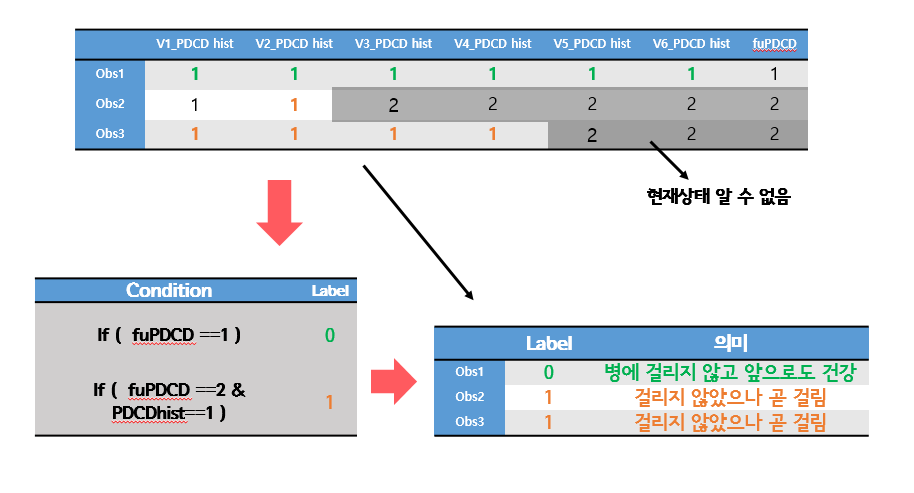 V1_PDCD hist V2_PDCD hist V3_PDCD hist V4_PDCD hist V5_PDCD hist V6_PDCD hist fuPDCD
Obs1 1 1 1 1 1 1 1
Obs2 1 1 2 2 2 2 2
Obs3 1 1 1 1 2 2 2
현재상태 알 수 없음
Condition Label
If ( fuPDCD ==1 ) 0
If ( fuPDCD ==2 &
PDCDhist==1 ) 1
Label 의미
Obs1 0 병에 걸리지 않고 앞으로도 건강
Obs2 1 걸리지 않았으나 곧 걸림
Obs3 1 걸리지 않았으나 곧 걸림